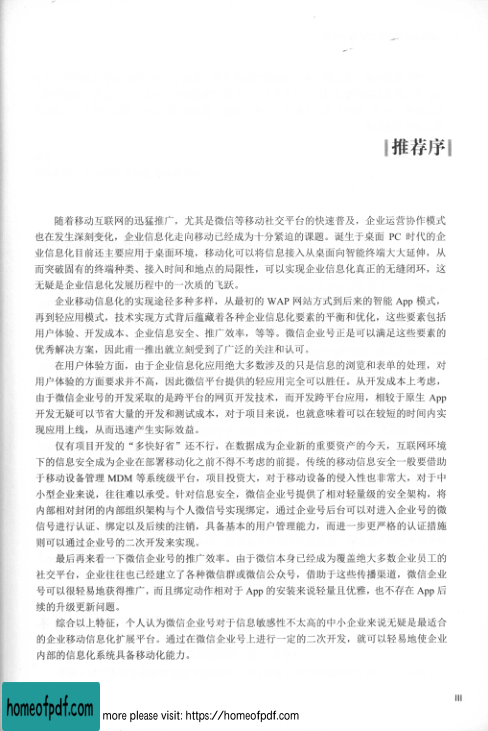 推荐序
随着移动互联网的迅猛推广，尤其是微信等移动社交平台的快速普及，企业运营协作模式
也在发生深刻变化，企业信息化走向移动已经成为十分紧迫的课题。诞生于桌面 PC 时代的企
业信息化目前还主要应用于桌面环境，移动化可以将信息接入从桌面向智能终端大大延伸，从
而突破固有的终端种类、接入时间和地点的局限性，可以实现企业信息化真正的无缝闭环，这
无疑是企业信息化发展历程中的一次质的飞跃。
企业移动信息化的实现途径多种多样，从最初的 WAP 网站方式到后来的智能 App 模式，
再到轻应用模式，技术实现方式背后蕴藏着各种企业信息化要素的平衡和优化，这些要素包括
用户体验、开发成本、企业信息安全、推广效率，等等。微信企业号正是可以满足这些要素的
优秀解决方案，因此甫一推出就立刻受到了广泛的关注和认可。
在用户体验方面，由于企业信息化应用绝大多数涉及的只是信息的浏览和表单的处理，对
用户体验的方面要求并不高，因此微信平台提供的轻应用完全可以胜任。从开发成本上考虑，
由于微信企业号的开发采取的是跨平台的网页开发技术，而开发跨平台应用，相较于原生 App
开发无疑可以节省大量的开发和测试成本，对于项目来说，也就意味着可以在较短的时间内实
现应用上线，从而迅速产生实际效益。
仅有项目开发的“多快好省”还不行，在数据成为企业新的重要资产的今天，互联网环境
下的信息安全成为企业在部署移动化之前不得不考虑的前提。传统的移动信息安全一般要借助
于移动设备管理 MDM 等系统级平台，项目投资大，对于移动设备的侵入性也非常大，对于中
小型企业来说，往往难以承受。针对信息安全，微信企业号提供了相对轻量级的安全架构，将
内部相对封闭的内部组织架构与个人微信号实现绑定。通过企业号后台可以对进入企业号的微
信号进行认证、绑定以及后续的注销，具备基本的用户管理能力，而进一步更严格的认证措施
则可以通过企业号的二次开发来实现。
最后再来看一下微信企业号的推广效率。由于微信本身已经成为覆盖绝大多数企业员工的
社交平台，企业往往也已经建立了各种微信群或微信公众号，借助于这些传播渠道，微信企业
号可以很轻易地获得推广，而且绑定动作相对于 App 的安装来说轻量且优雅，也不存在 App 后
续的升级更新问题。
综合以上特征，个人认为微信企业号对于信息敏感性不太高的中小企业来说无疑是最适合
的企业移动信息化扩展平台。通过在微信企业号上进行一定的二次开发，就可以轻易地使企业
内部的信息化系统具备移动化能力。
III
homeofpdf.com
more please visit: https://homeofpdf.com